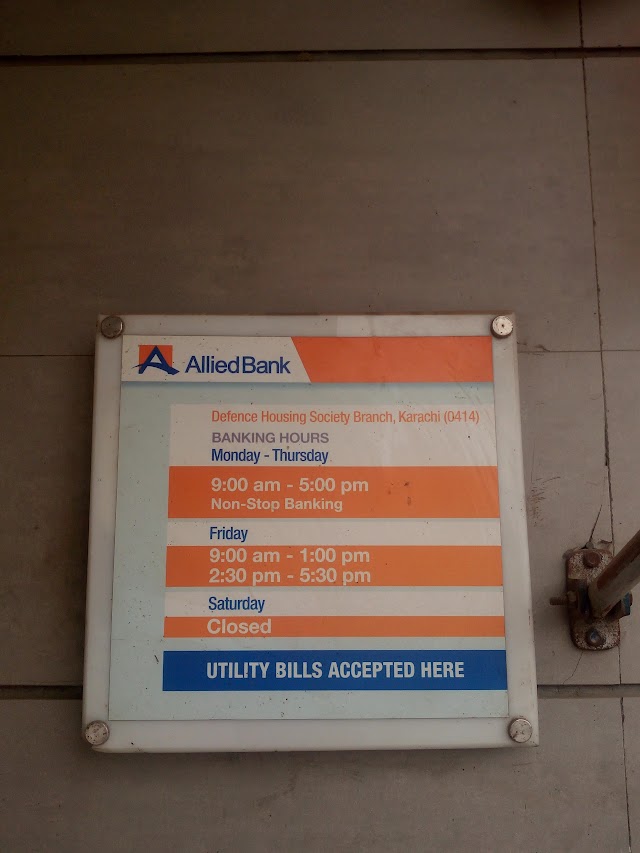 Allied Bank
Defence Housing Society Branch, Karachi (0414)
BANKING HOURS
Monday - Thursday
9:00 am - 5:00 pm
Non-Stop Banking
Friday
9:00 am - 1:00 pm
2:30 pm - 5:30 pm
Saturday
Closed
UTILITY BILLS ACCEPTED HERE